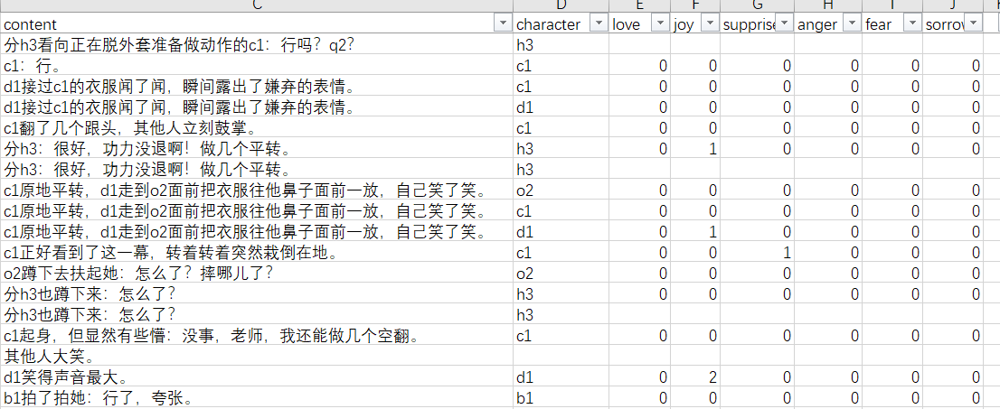 C D E F G H I J
content character love joy supprise anger fear sorrow
分h3看向正在脱外套准备做动作的c1：行吗？q2？ h3
c1：行。 c1 0 0 0 0 0 0
d1接过c1的衣服闻了闻，瞬间露出了嫌弃的表情。 c1 0 0 0 0 0 0
d1接过c1的衣服闻了闻，瞬间露出了嫌弃的表情。 d1 0 0 0 0 0 0
c1翻了几个跟头，其他人立刻鼓掌。 c1 0 0 0 0 0 0
分h3：很好，功力没退啊！做几个平转。 h3 0 1 0 0 0 0
分h3：很好，功力没退啊！做几个平转。 h3
c1原地平转，d1走到o2面前把衣服往他鼻子面前一放，自己笑了笑。 o2 0 0 0 0 0 0
c1原地平转，d1走到o2面前把衣服往他鼻子面前一放，自己笑了笑。 c1 0 0 0 0 0 0
c1原地平转，d1走到o2面前把衣服往他鼻子面前一放，自己笑了笑。 d1 0 1 0 0 0 0
c1正好看到了这一幕，转着转着突然栽倒在地。 c1 0 0 1 0 0 0
o2蹲下去扶起她：怎么了？摔哪儿了？ o2 0 0 0 0 0 0
分h3也蹲下来：怎么了？ h3 0 0 0 0 0 0
分h3也蹲下来：怎么了？ h3
c1起身，但显然有些懵：没事，老师，我还能做几个空翻。 c1 0 0 0 0 0 0
其他人大笑。
d1笑得声音最大。 d1 0 2 0 0 0 0
b1拍了拍她：行了，夸张。 b1 0 0 0 0 0 0